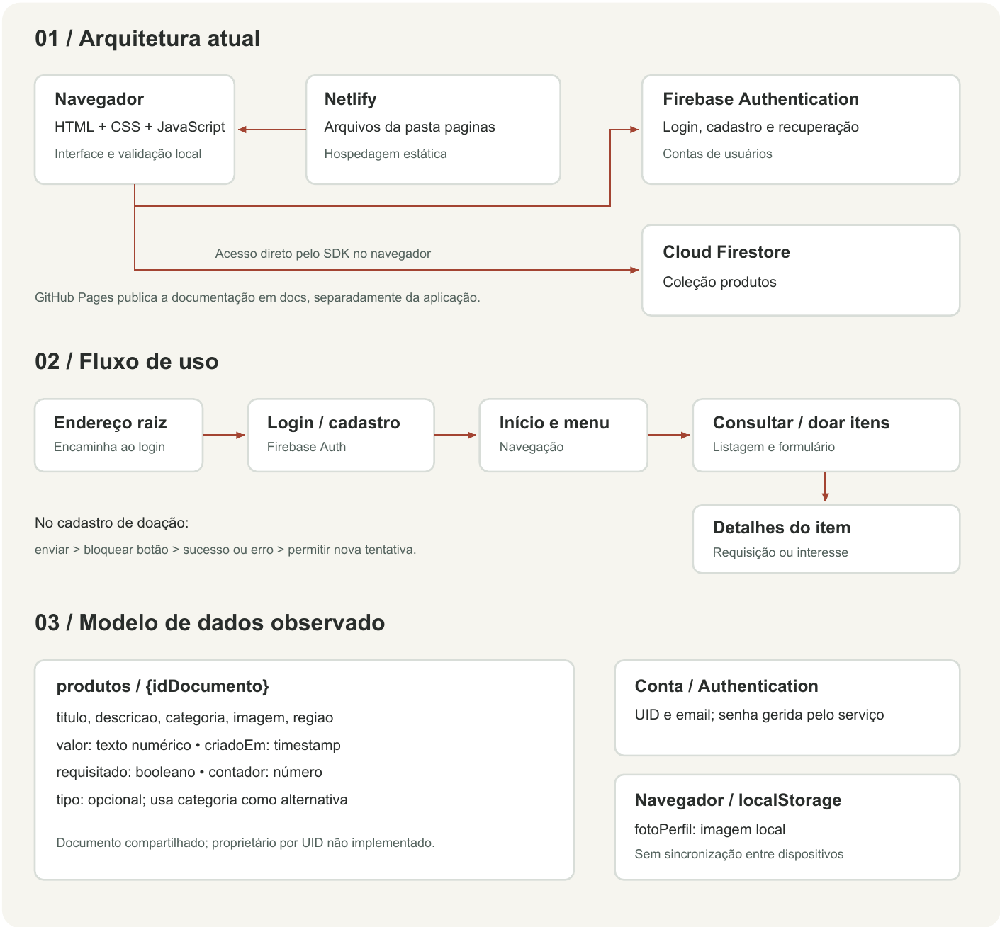 01 / Arquitetura atual
Navegador
HTML + CSS + JavaScript
Interface e validação local
Netlify
Arquivos da pasta paginas
Hospedagem estática
Firebase Authentication
Login, cadastro e recuperação
Contas de usuários
Acesso direto pelo SDK no navegador
Cloud Firestore
Coleção produtos
GitHub Pages publica a documentação em docs, separadamente da aplicação.
02 / Fluxo de uso
Endereço raiz
Encaminha ao login
Login / cadastro
Firebase Auth
Início e menu
Navegação
Consultar / doar itens
Listagem e formulário
No cadastro de doação:
enviar > bloquear botão > sucesso ou erro > permitir nova tentativa.
Detalhes do item
Requisição ou interesse
03 / Modelo de dados observado
produtos / {idDocumento}
titulo, descricao, categoria, imagem, regiao
valor: texto numérico • criadoEm: timestamp
requisitado: booleano • contador: número
tipo: opcional; usa categoria como alternativa
Documento compartilhado; proprietário por UID não implementado.
Conta / Authentication
UID e email; senha gerida pelo serviço
Navegador / localStorage
fotoPerfil: imagem local
Sem sincronização entre dispositivos